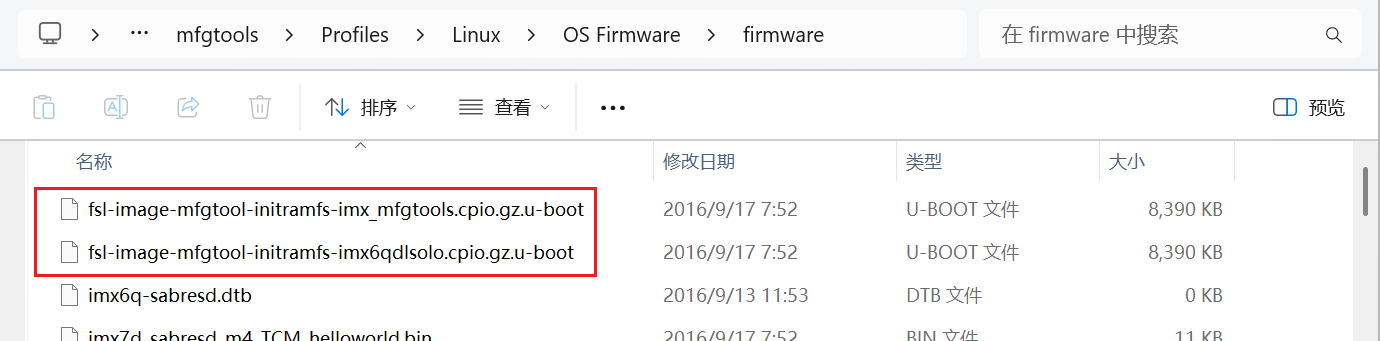 mfgtools > Profiles > Linux > OS Firmware > firmware 在 firmware 中搜索
排序 查看 ••• 预览
名称 修改日期 类型 大小
fsl-image-mfgtool-initramfs-imx_mfgtools.cpio.gz.u-boot 2016/9/17 7:52 U-BOOT 文件 8,390 KB
fsl-image-mfgtool-initramfs-imx6qdlsolo.cpio.gz.u-boot 2016/9/17 7:52 U-BOOT 文件 8,390 KB
imx6q-sabresd.dtb 2016/9/13 11:53 DTB 文件 0 KB
imx7d_sabresd_m4_TCM_helloworld.bin 2016/9/17 7:52 BIN 文件 11 KB